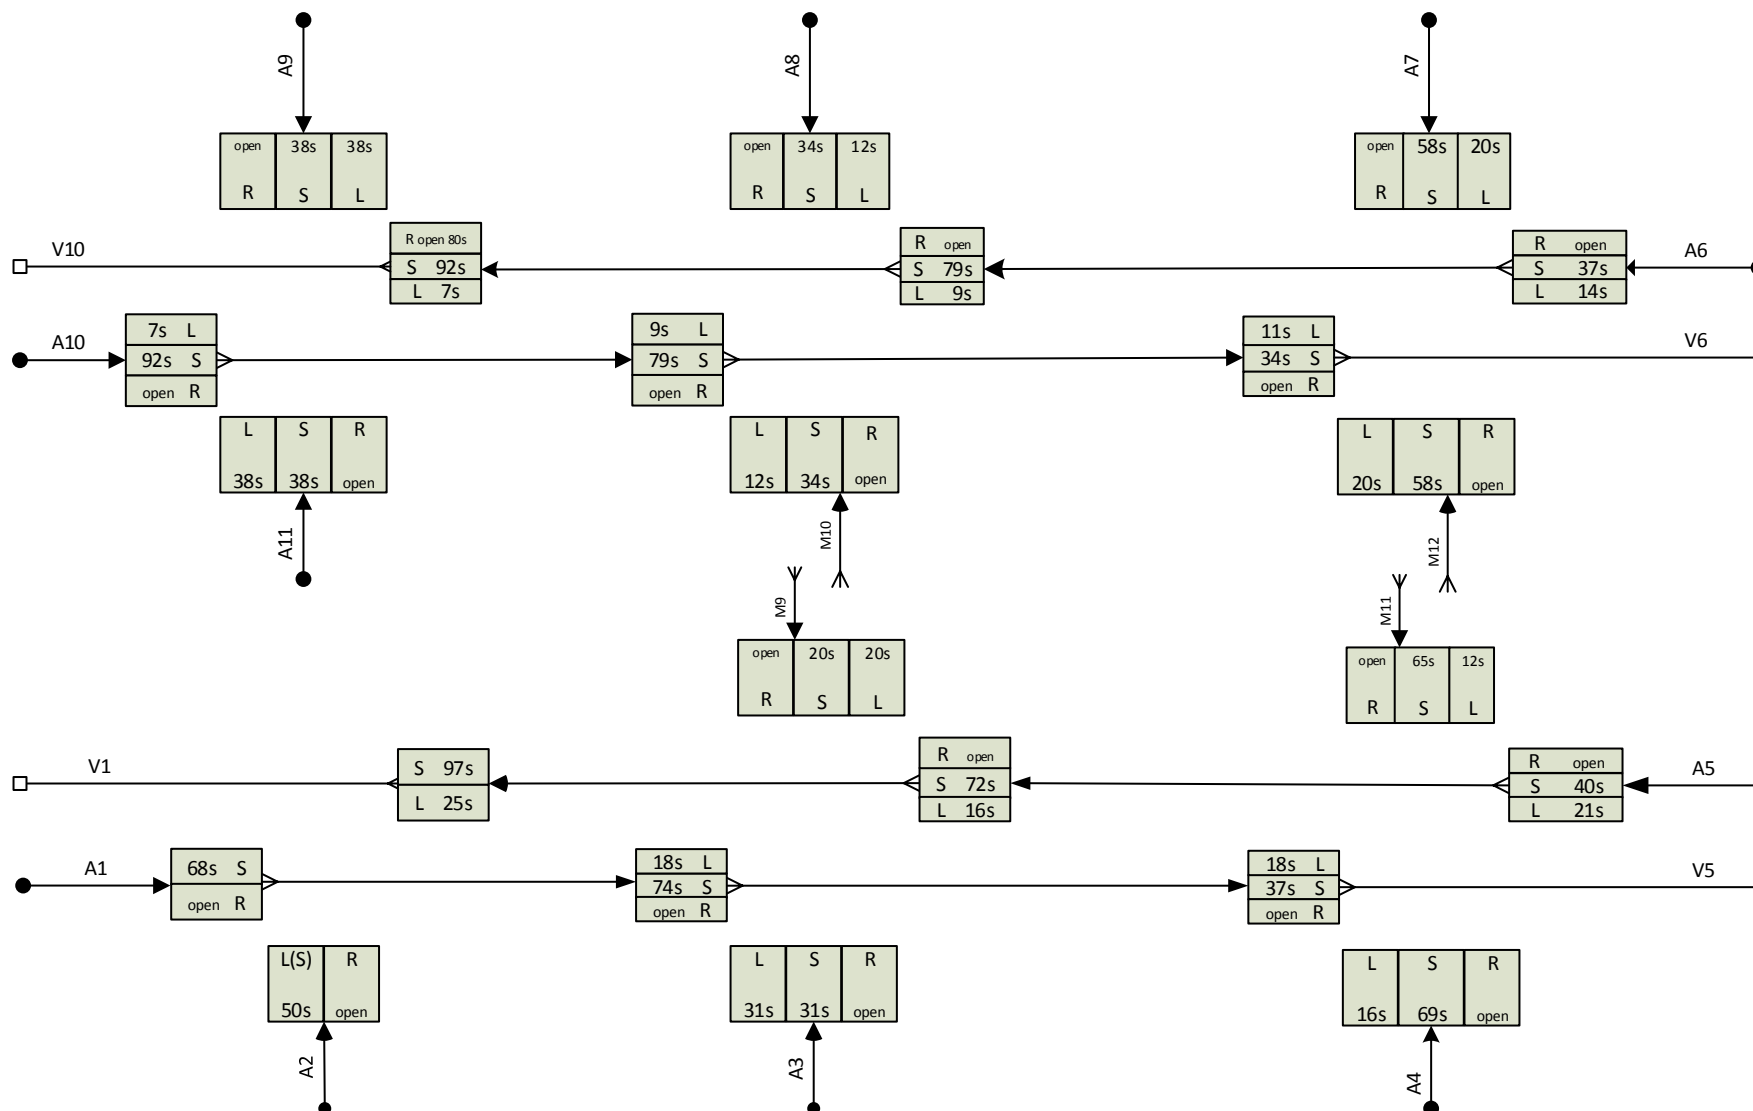 A9
A8
A7
open 38s 38s
R S L
open 34s 12s
R S L
open 58s 20s
R S L
V10
R open 80s
S 92s
L 7s
R open
S 79s
L 9s
R open
S 37s
L 14s
A6
A10
7s L
92s S
open R
9s L
79s S
open R
11s L
34s S
open R
V6
L S R
38s 38s open
L S R
12s 34s open
L S R
20s 58s open
A11
M10
M12
M9
M11
open 20s 20s
R S L
open 65s 12s
R S L
V1
S 97s
L 25s
R open
S 72s
L 16s
R open
S 40s
L 21s
A5
A1
68s S
open R
18s L
74s S
open R
18s L
37s S
open R
V5
L(S) R
50s open
L S R
31s 31s open
L S R
16s 69s open
A2
A3
A4